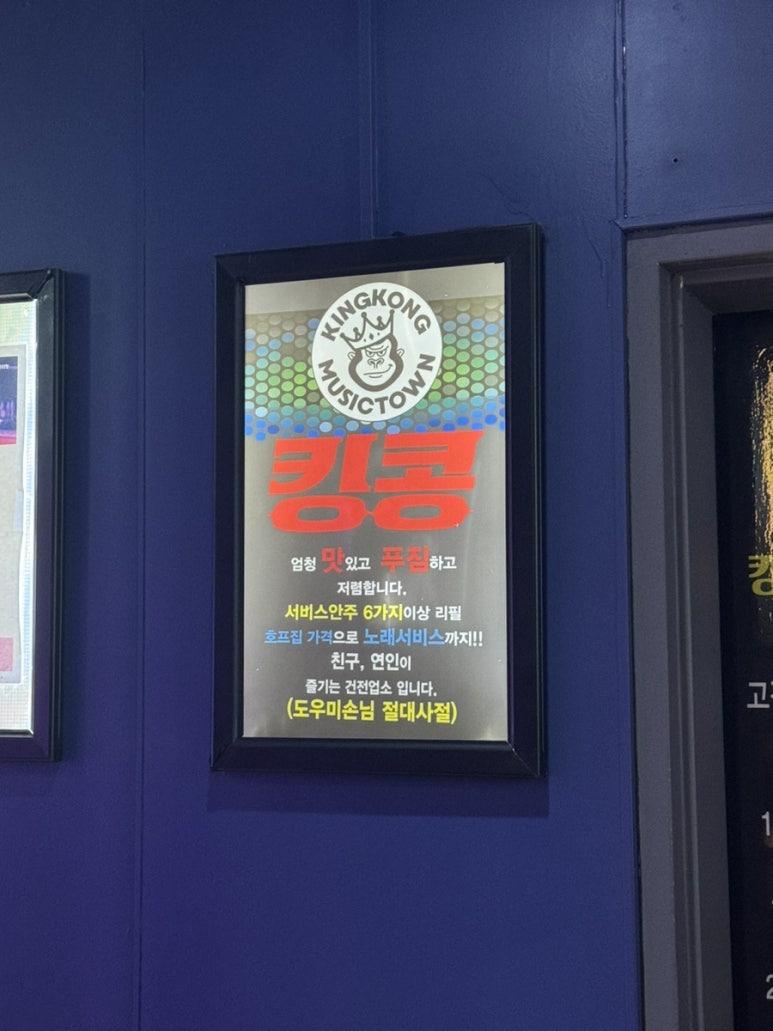 KINGKONG
MUSICTOWN
킹콩
엄청 맛있고 푸짐하고
저렴합니다.
서비스안주 6가지이상 리필
호프집 가격으로 노래서비스까지!!
친구, 연인이
즐기는 건전업소 입니다.
(도우미손님 절대사절)